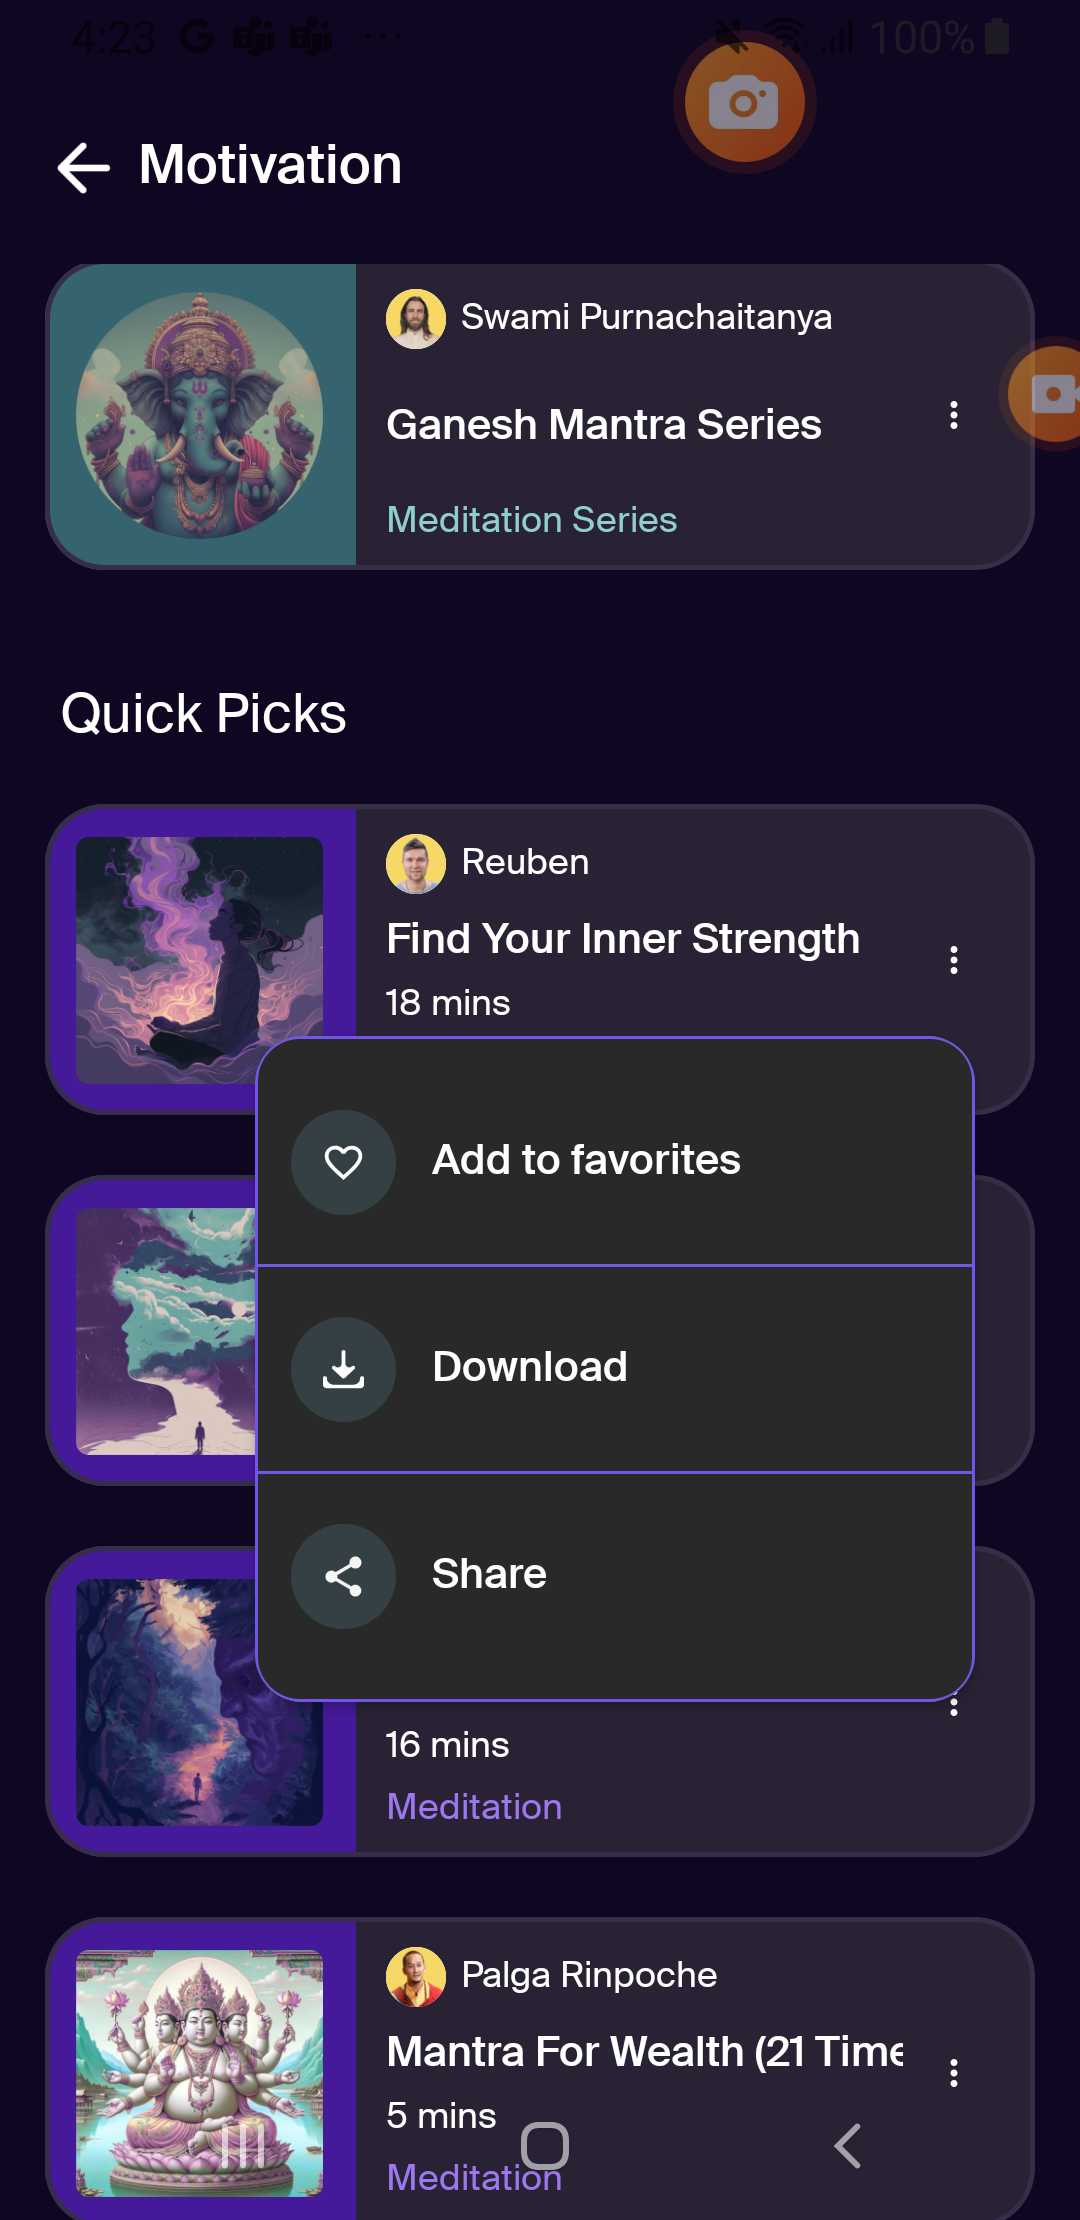 4:23
100%
Motivation
Swami Purnachaitanya
Ganesh Mantra Series
Meditation Series
Quick Picks
Reuben
Find Your Inner Strength
18 mins
Add to favorites
Download
Share
16 mins
Meditation
Palga Rinpoche
Mantra For Wealth (21 Time
5 mins
Meditation